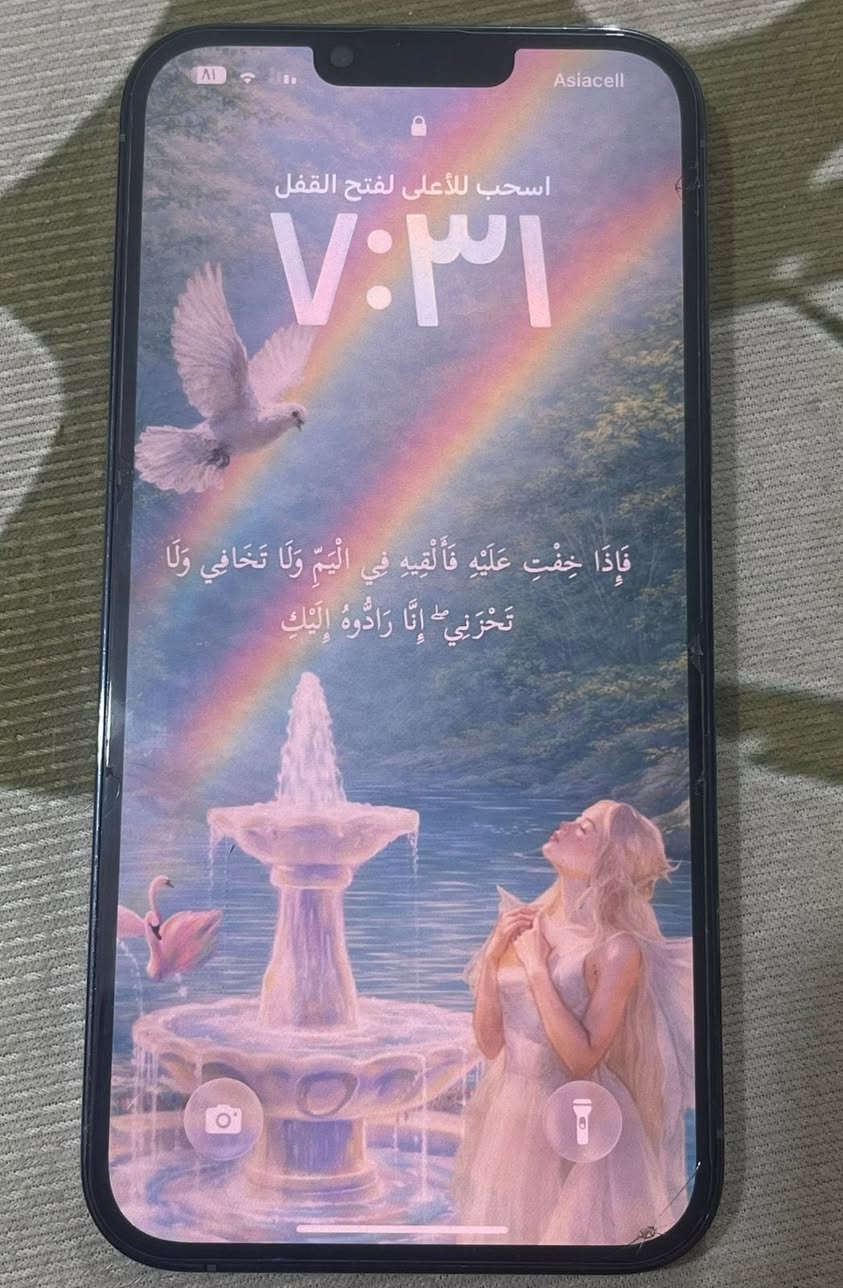 ٨١
Asiacell
اسحب للأعلى لفتح القفل
٧:٣١
فَإِذَا خِفْتِ عَلَيْهِ فَأَلْقِيهِ فِي الْيَمِّ وَلَا تَخَافِي وَلَا
تَحْزَنِي ۖ إِنَّا رَادُّوهُ إِلَيْكِ